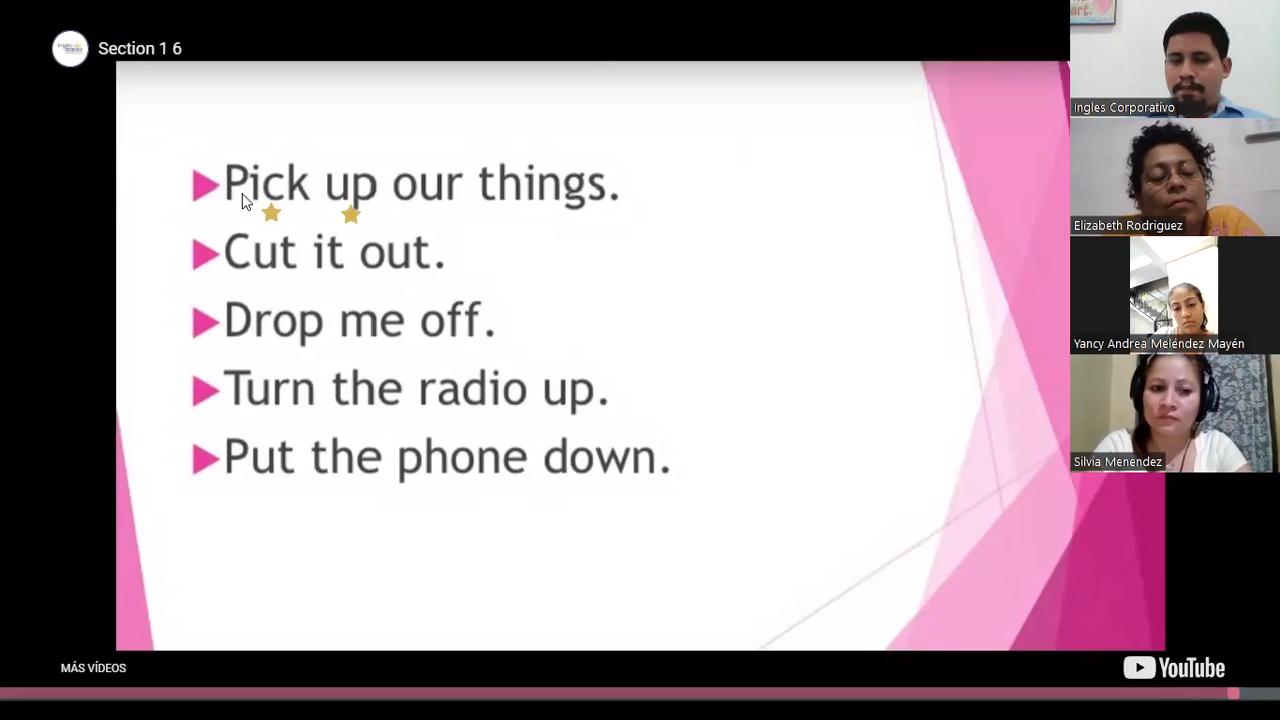 Section 1 6
Pick up our things.
Cut it out.
Drop me off.
Turn the radio up.
Put the phone down.
MÁS VÍDEOS
YouTube
Ingles Corporativo
Elizabeth Rodriguez
Yancy Andrea Meléndez Mayén
Silvia Menendez